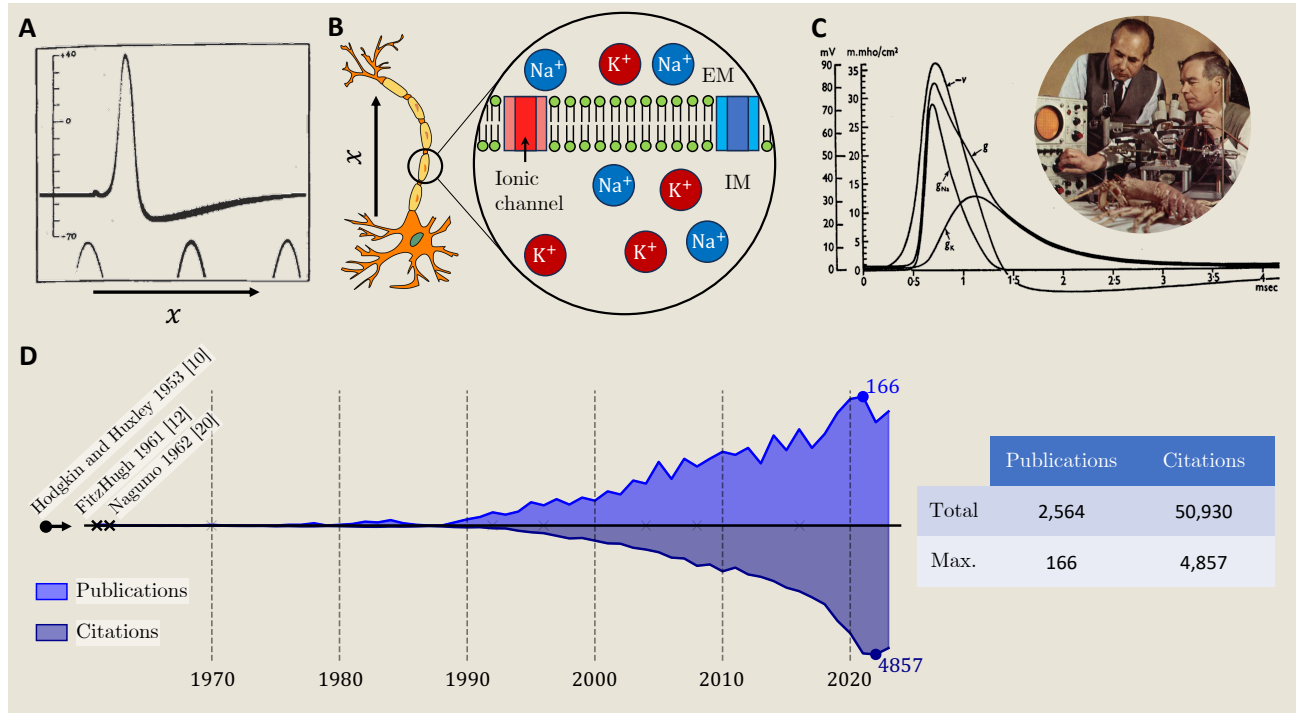 A
+40
0
-70
x
B
x
Na⁺
K⁺
Na⁺
EM
Ionic
channel
Na⁺
K⁺
IM
K⁺
K⁺
Na⁺
C
mV
m.mho/cm²
90
80
70
60
50
40
30
20
10
0
35
30
25
20
15
10
5
0
-v
g
gNa
gK
0
0·5
1
1·5
2
2·5
3
3·5
4
msec
D
Hodgkin and Huxley 1953 [10]
FitzHugh 1961 [12]
Nagumo 1962 [20]
166
4857
Publications
Citations
1970
1980
1990
2000
2010
2020
Publications Citations
Total 2,564 50,930
Max. 166 4,857